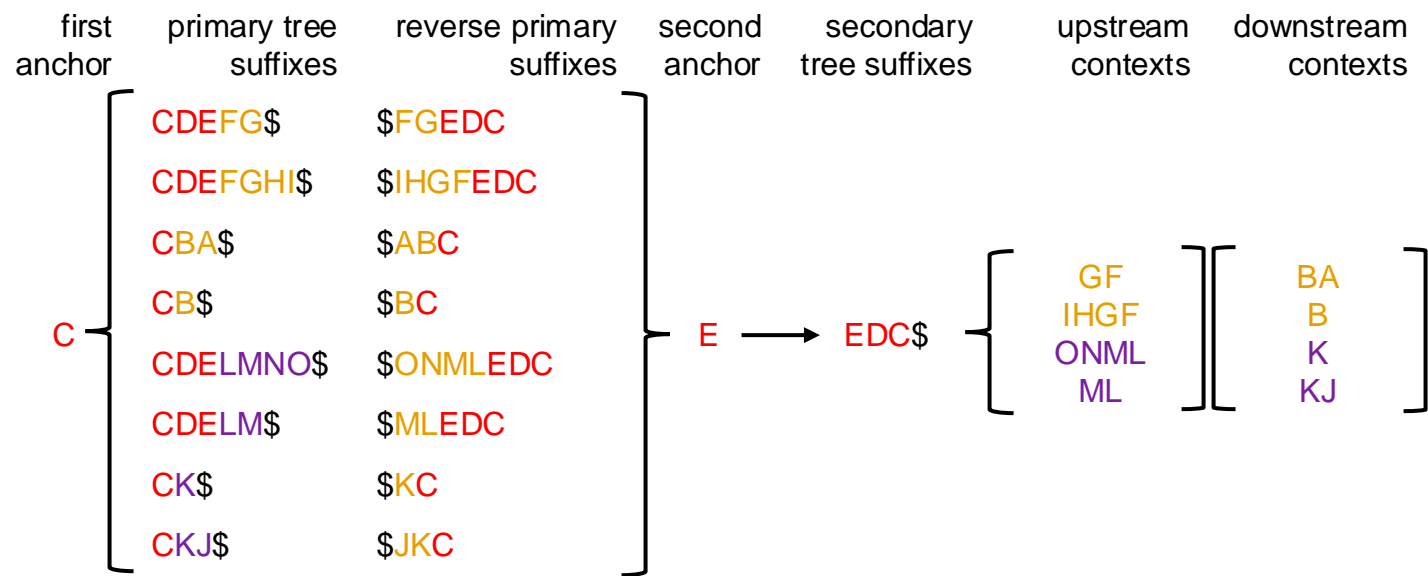 first anchor primary tree suffixes reverse primary suffixes second anchor secondary tree suffixes upstream contexts downstream contexts
CDEFG$ $FGEDC
CDEFGHI$ $IHGFEDC
CBA$ $ABC
GF BA
CB$ $BC
IHGF B
C E EDC$
CDELMNO$ $ONMLEDC
ONML K
ML KJ
CDELM$ $MLEDC
CK$ $KC
CKJ$ $JKC